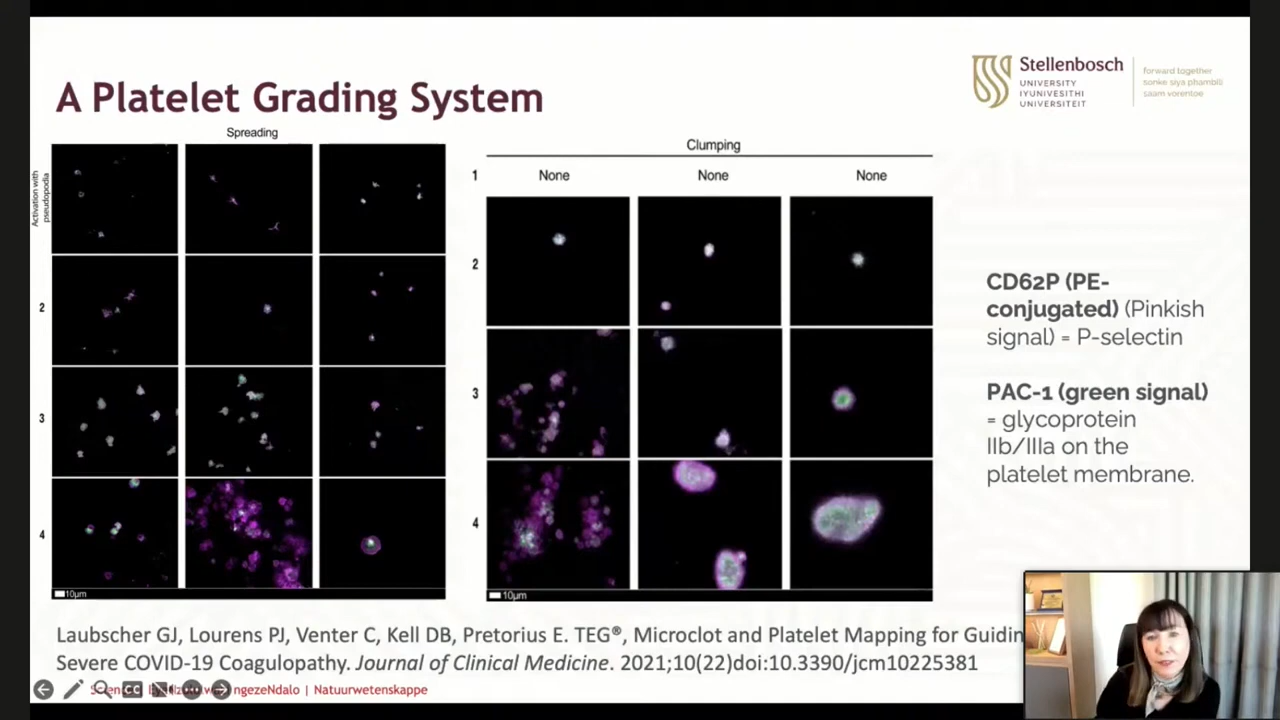 A Platelet Grading System
Stellenbosch
UNIVERSITY
IYUNIVESITHI
UNIVERSITEIT
forward together
sonke siya phambili
saam vorentoe
Spreading
Activation with
pseudopodia
2
3
4
10µm
Clumping
1 None None None
2
3
4
10µm
CD62P (PE-
conjugated) (Pinkish
signal) = P-selectin
PAC-1 (green signal)
= glycoprotein
IIb/IIIa on the
platelet membrane.
Laubscher GJ, Lourens PJ, Venter C, Kell DB, Pretorius E. TEG®, Microclot and Platelet Mapping for
Severe COVID-19 Coagulopathy. Journal of Clinical Medicine. 2021;10(22)doi:10.3390/jcm10225381
CC
ngezeNdalo | Natuurwetenskappe